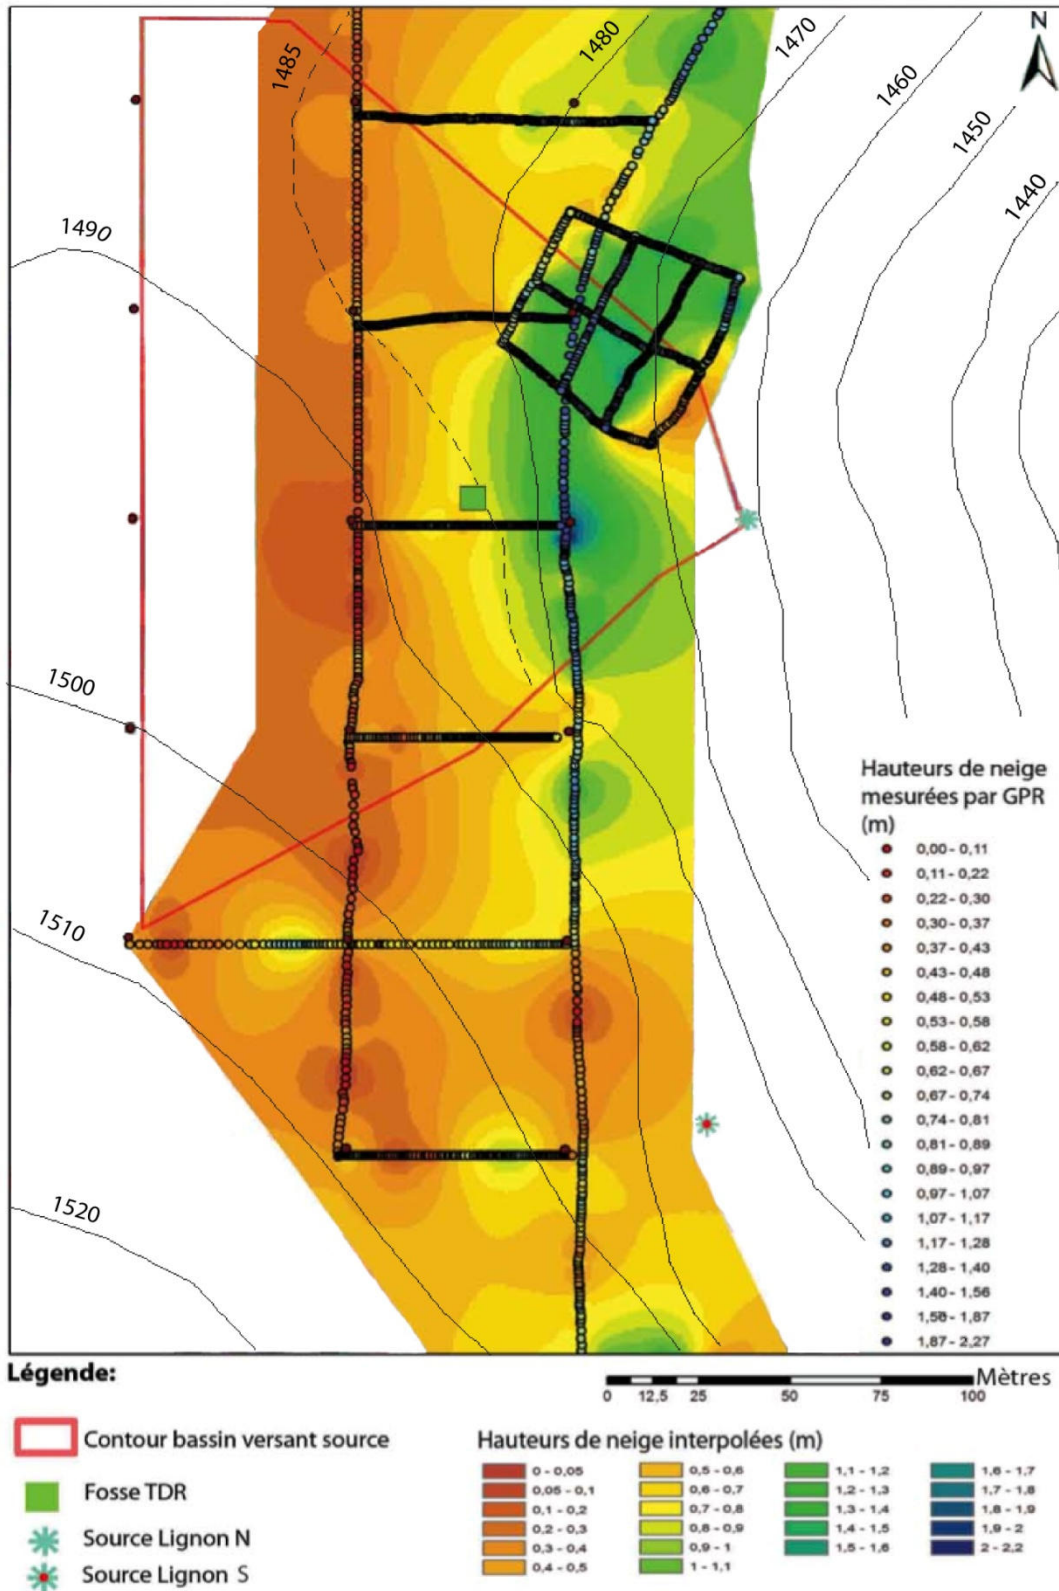 N
1485
1480
1470
1460
1450
1440
1490
1500
1510
1520
Hauteurs de neige
mesurées par GPR
(m)
0,00 - 0,11
0,11 - 0,22
0,22 - 0,30
0,30 - 0,37
0,37 - 0,43
0,43 - 0,48
0,48 - 0,53
0,53 - 0,58
0,58 - 0,62
0,62 - 0,67
0,67 - 0,74
0,74 - 0,81
0,81 - 0,89
0,89 - 0,97
0,97 - 1,07
1,07 - 1,17
1,17 - 1,28
1,28 - 1,40
1,40 - 1,56
1,56 - 1,87
1,87 - 2,27
Légende:
Mètres
0 12,5 25 50 75 100
Contour bassin versant source
Fosse TDR
Source Lignon N
Source Lignon S
Hauteurs de neige interpolées (m)
0 - 0,05
0,05 - 0,1
0,1 - 0,2
0,2 - 0,3
0,3 - 0,4
0,4 - 0,5
0,5 - 0,6
0,6 - 0,7
0,7 - 0,8
0,8 - 0,9
0,9 - 1
1 - 1,1
1,1 - 1,2
1,2 - 1,3
1,3 - 1,4
1,4 - 1,5
1,5 - 1,6
1,6 - 1,7
1,7 - 1,8
1,8 - 1,9
1,9 - 2
2 - 2,2